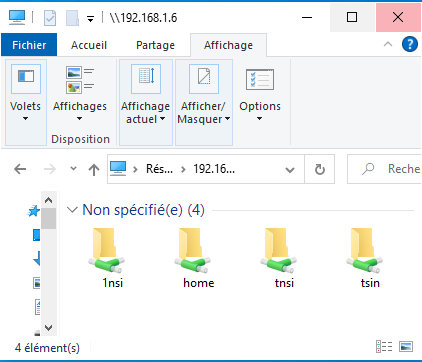 \\192.168.1.6
Fichier Accueil Partage Affichage
Volets Affichages Affichage actuel Afficher/ Masquer Options
Disposition
Rés... 192.16... Reche
Non spécifié(e) (4)
1nsi home tnsi tsin
4 élément(s)